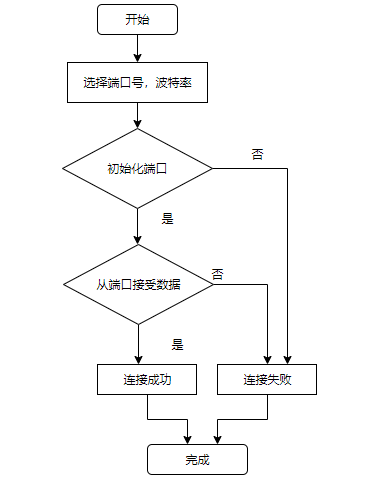 开始
选择端口号，波特率
初始化端口
否
是
从端口接受数据
否
是
连接成功
连接失败
完成